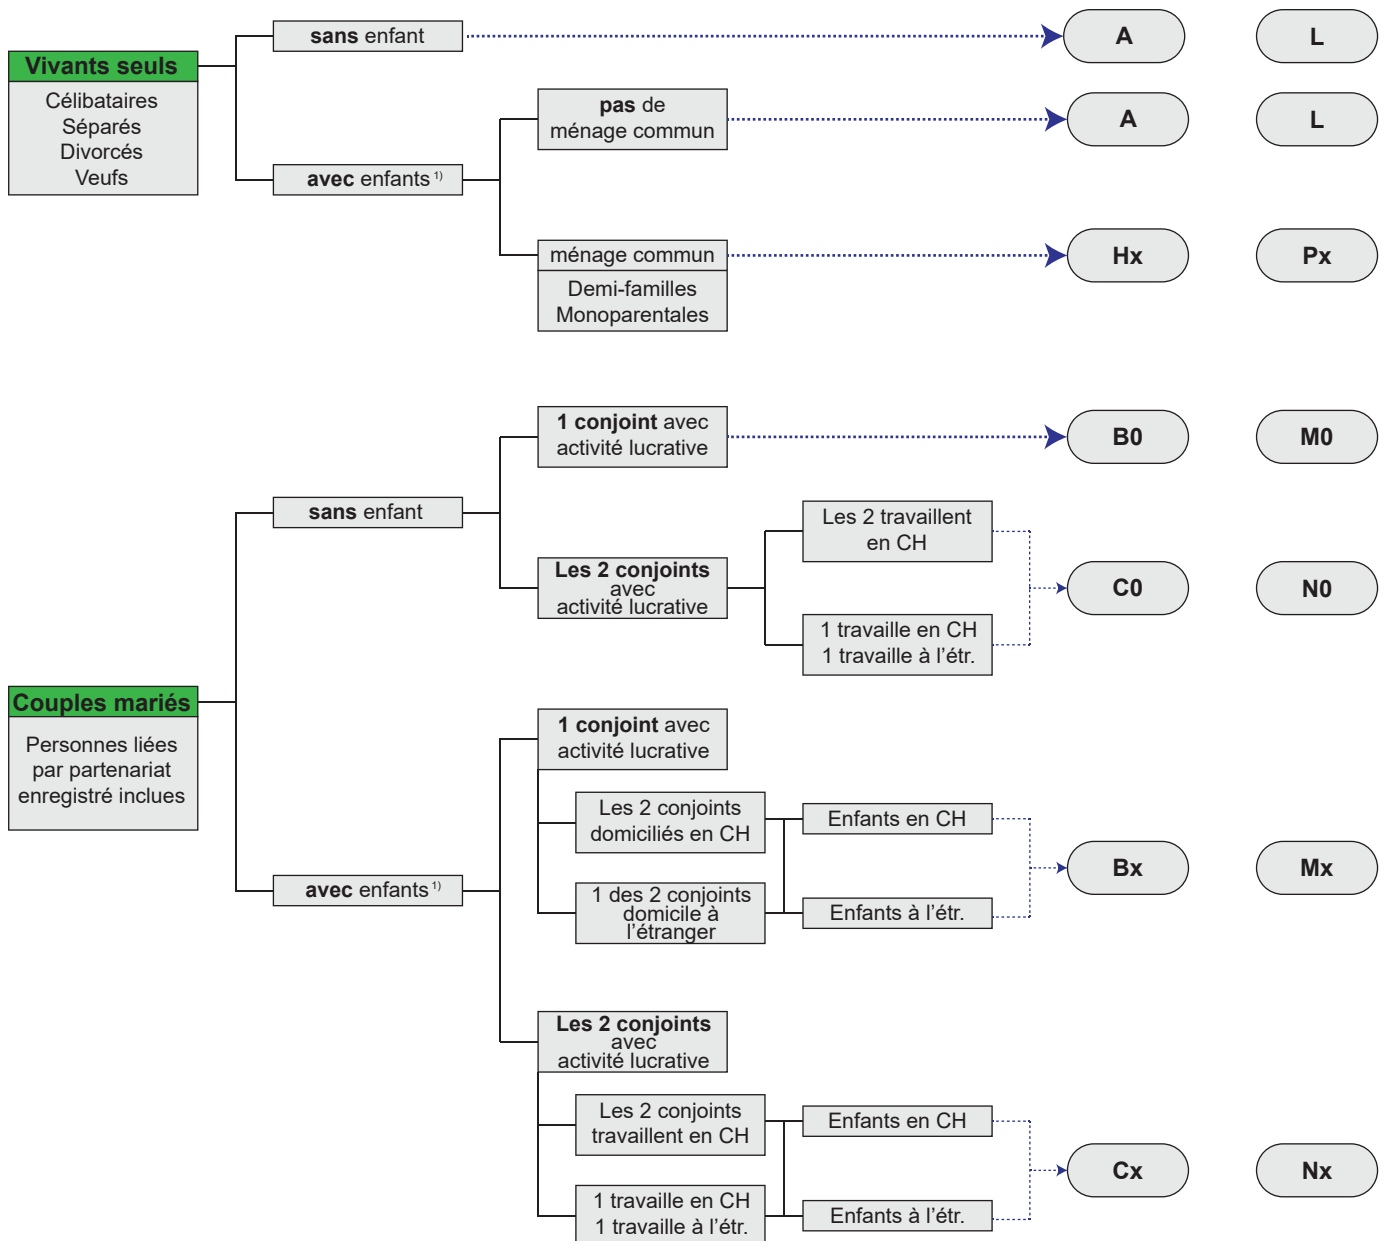 sans enfant
A
L
Vivants seuls
Célibataires
Séparés
Divorcés
Veufs
pas de
ménage commun
A
L
avec enfants 1)
ménage commun
Demi-familles
Monoparentales
Hx
Px
1 conjoint avec
activité lucrative
B0
M0
sans enfant
Les 2 travaillent
en CH
Les 2 conjoints
avec
activité lucrative
C0
N0
1 travaille en CH
1 travaille à l'étr.
Couples mariés
Personnes liées
par partenariat
enregistré inclues
1 conjoint avec
activité lucrative
Les 2 conjoints
domiciliés en CH
Enfants en CH
Bx
Mx
avec enfants 1)
1 des 2 conjoints
domicile à
l'étranger
Enfants à l'étr.
Les 2 conjoints
avec
activité lucrative
Les 2 conjoints
travaillent en CH
Enfants en CH
Cx
Nx
1 travaille en CH
1 travaille à l'étr.
Enfants à l'étr.